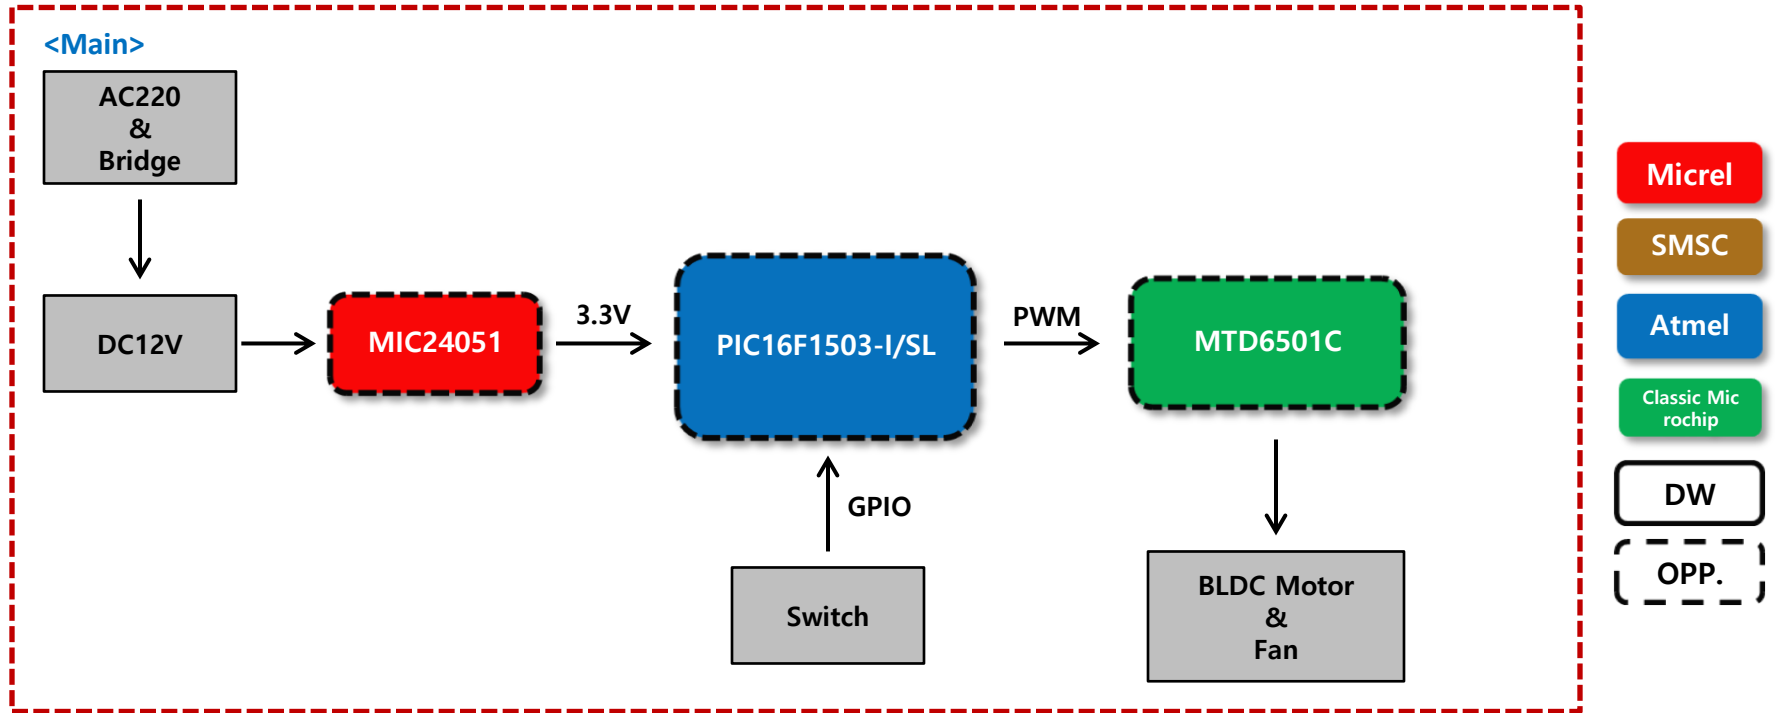 <Main>
AC220
&
Bridge
DC12V
MIC24051
3.3V
PIC16F1503-I/SL
PWM
MTD6501C
GPIO
Switch
BLDC Motor
&
Fan
Micrel
SMSC
Atmel
Classic Mic
rochip
DW
OPP.